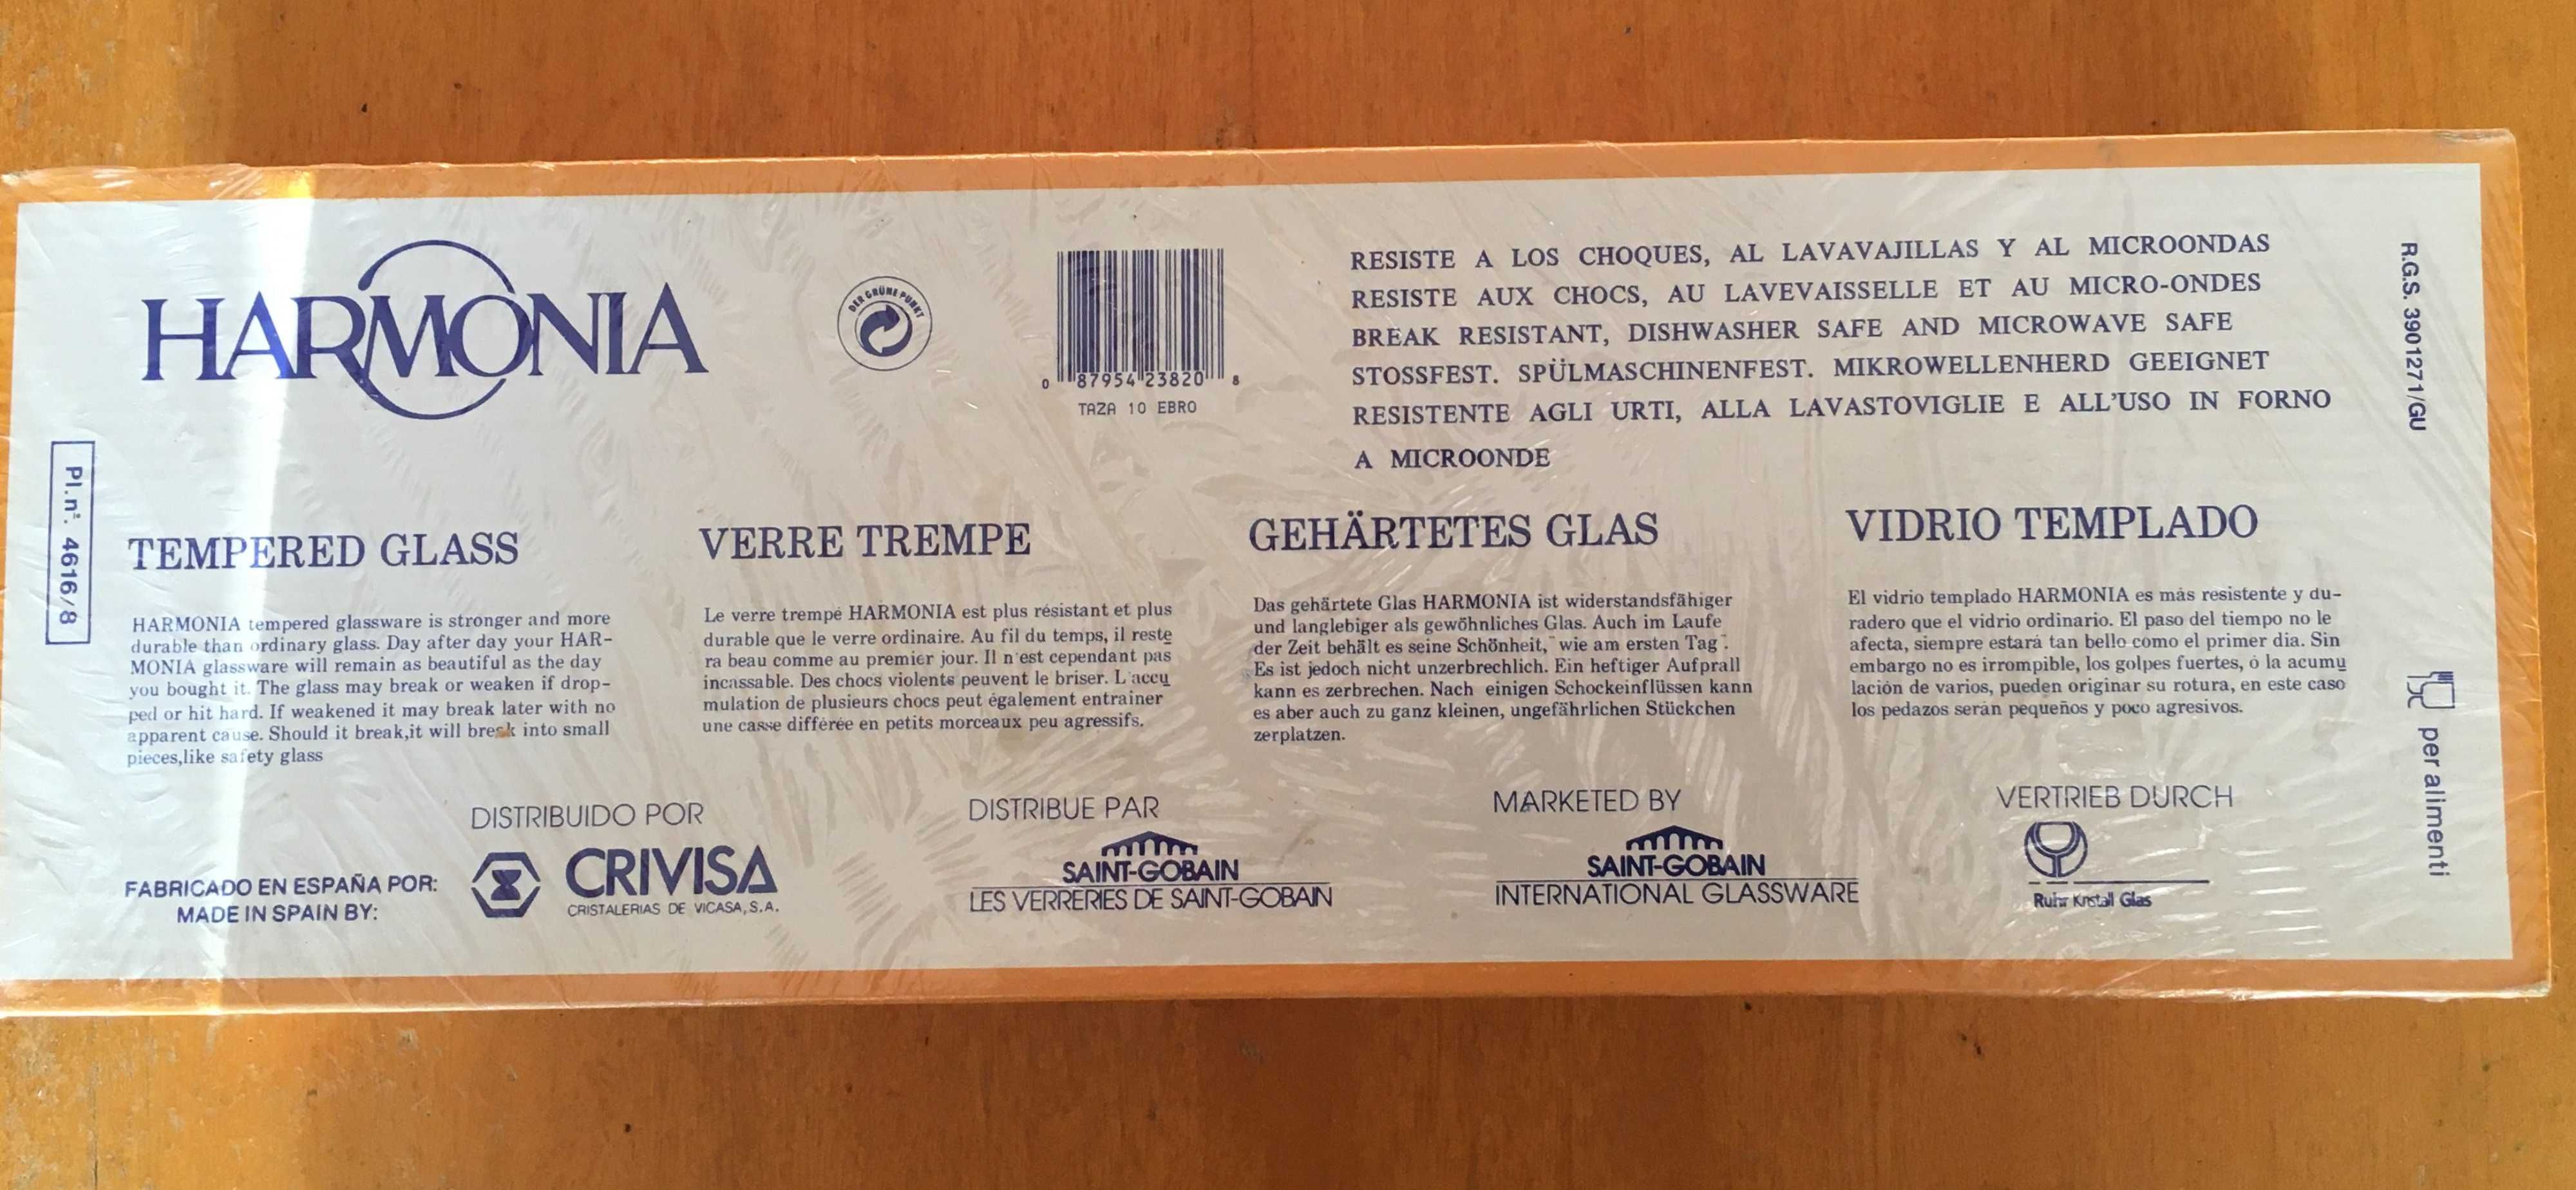 HARMONIA
DER GRÜNE PUNKT
0 87954 23820 8
TAZA 10 EBRO
RESISTE A LOS CHOQUES, AL LAVAVAJILLAS Y AL MICROONDAS
RESISTE AUX CHOCS, AU LAVEVAISSELLE ET AU MICRO-ONDES
BREAK RESISTANT, DISHWASHER SAFE AND MICROWAVE SAFE
STOSSFEST. SPÜLMASCHINENFEST. MIKROWELLENHERD GEEIGNET
RESISTENTE AGLI URTI, ALLA LAVASTOVIGLIE E ALL'USO IN FORNO
A MICROONDE
R.G.S. 3901271/GU
Pl.nº. 4616/8
TEMPERED GLASS
HARMONIA tempered glassware is stronger and more
durable than ordinary glass. Day after day your HAR-
MONIA glassware will remain as beautiful as the day
you bought it. The glass may break or weaken if drop-
ped or hit hard. If weakened it may break later with no
apparent cause. Should it break,it will break into small
pieces,like safety glass
VERRE TREMPE
Le verre trempé HARMONIA est plus résistant et plus
durable que le verre ordinaire. Au fil du temps, il reste
ra beau comme au premier jour. Il n'est cependant pas
incassable. Des chocs violents peuvent le briser. L'accu
mulation de plusieurs chocs peut également entrainer
une casse différée en petits morceaux peu agressifs.
GEHÄRTETES GLAS
Das gehärtete Glas HARMONIA ist widerstandsfähiger
und langlebiger als gewöhnliches Glas. Auch im Laufe
der Zeit behält es seine Schönheit,"wie am ersten Tag".
Es ist jedoch nicht unzerbrechlich. Ein heftiger Aufprall
kann es zerbrechen. Nach einigen Schockeinflüssen kann
es aber auch zu ganz kleinen, ungefährlichen Stückchen
zerplatzen.
VIDRIO TEMPLADO
El vidrio templado HARMONIA es más resistente y du-
radero que el vidrio ordinario. El paso del tiempo no le
afecta, siempre estará tan bello como el primer dia. Sin
embargo no es irrompible, los golpes fuertes, ó la acumu
lación de varios, pueden originar su rotura, en este caso
los pedazos serán pequeños y poco agresivos.
per alimenti
FABRICADO EN ESPAÑA POR:
MADE IN SPAIN BY:
DISTRIBUIDO POR
CRIVISA
CRISTALERIAS DE VICASA, S.A.
DISTRIBUE PAR
SAINT-GOBAIN
LES VERRERIES DE SAINT-GOBAIN
MARKETED BY
SAINT-GOBAIN
INTERNATIONAL GLASSWARE
VERTRIEB DURCH
Ruhr Kristall Glas